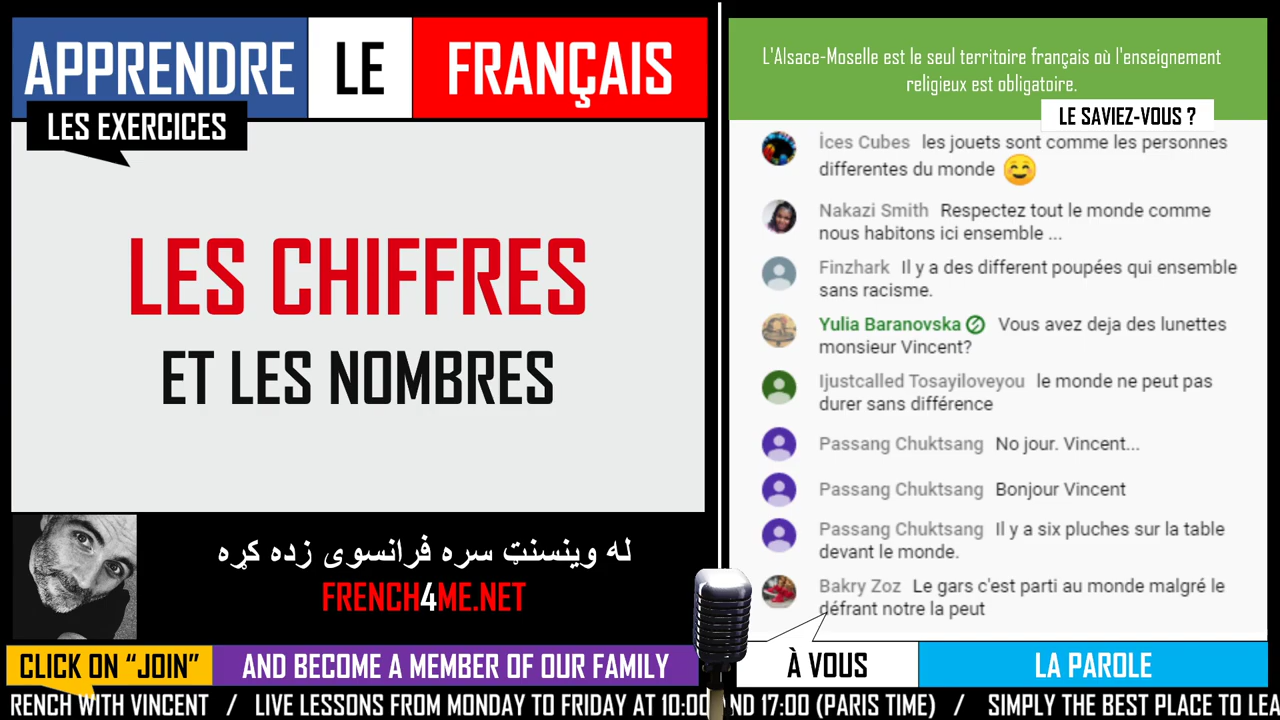 APPRENDRE LE FRANÇAIS
LES EXERCICES
LES CHIFFRES
ET LES NOMBRES
له وینسنټ سره فرانسوی زده کړه
FRENCH4ME.NET
CLICK ON “JOIN”
AND BECOME A MEMBER OF OUR FAMILY
L'Alsace-Moselle est le seul territoire français où l'enseignement
religieux est obligatoire.
LE SAVIEZ-VOUS ?
İces Cubes les jouets sont comme les personnes
differentes du monde 😊
Nakazi Smith Respectez tout le monde comme
nous habitons ici ensemble ...
Finzhark Il y a des different poupées qui ensemble
sans racisme.
Yulia Baranovska Vous avez deja des lunettes
monsieur Vincent?
Ijustcalled Tosayiloveyou le monde ne peut pas
durer sans différence
Passang Chuktsang No jour. Vincent...
Passang Chuktsang Bonjour Vincent
Passang Chuktsang Il y a six pluches sur la table
devant le monde.
Bakry Zoz Le gars c'est parti au monde malgré le
défrant notre la peut
À VOUS
LA PAROLE
RENCH WITH VINCENT / LIVE LESSONS FROM MONDAY TO FRIDAY AT 10:00 ND 17:00 (PARIS TIME) / SIMPLY THE BEST PLACE TO LEA